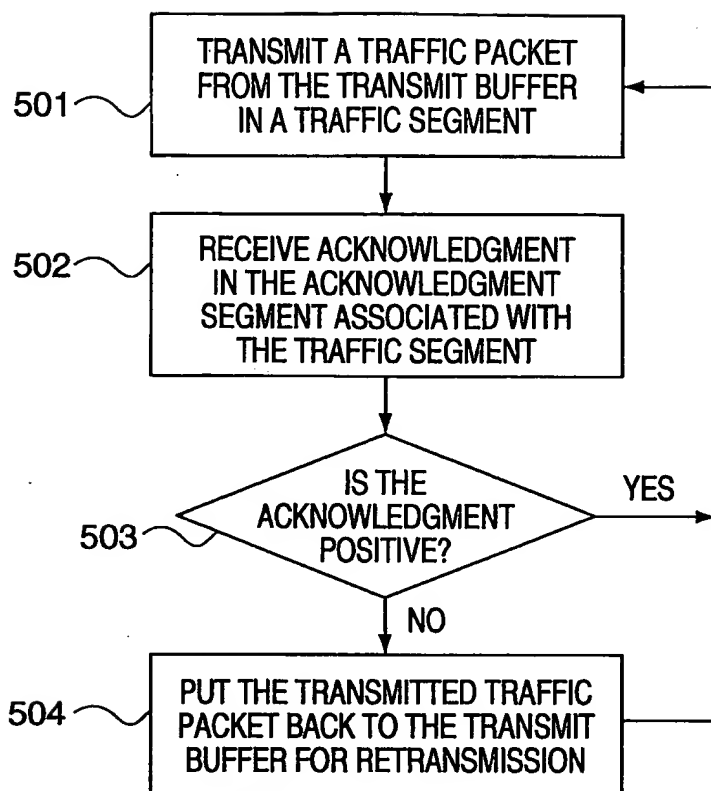 501
TRANSMIT A TRAFFIC PACKET
FROM THE TRANSMIT BUFFER
IN A TRAFFIC SEGMENT
502
RECEIVE ACKNOWLEDGMENT
IN THE ACKNOWLEDGMENT
SEGMENT ASSOCIATED WITH
THE TRAFFIC SEGMENT
503
IS THE
ACKNOWLEDGMENT
POSITIVE?
YES
NO
504
PUT THE TRANSMITTED TRAFFIC
PACKET BACK TO THE TRANSMIT
BUFFER FOR RETRANSMISSION